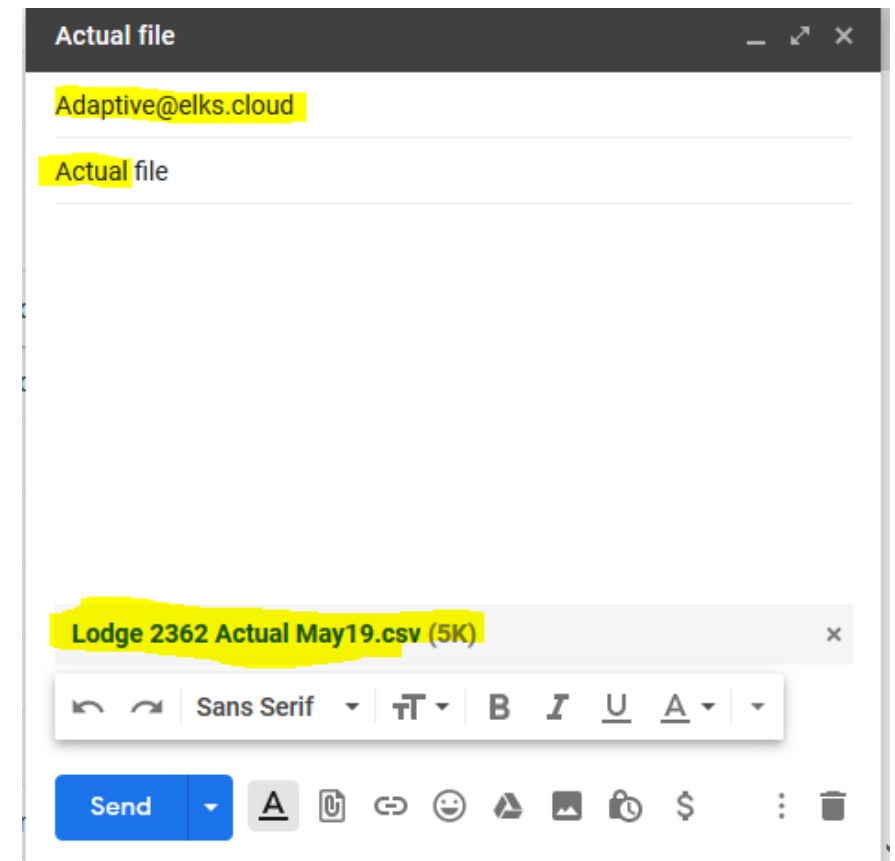 Actual file
Adaptive@elks.cloud
Actual file
Lodge 2362 Actual May19.csv (5K)
Sans Serif
B I U A
Send A $